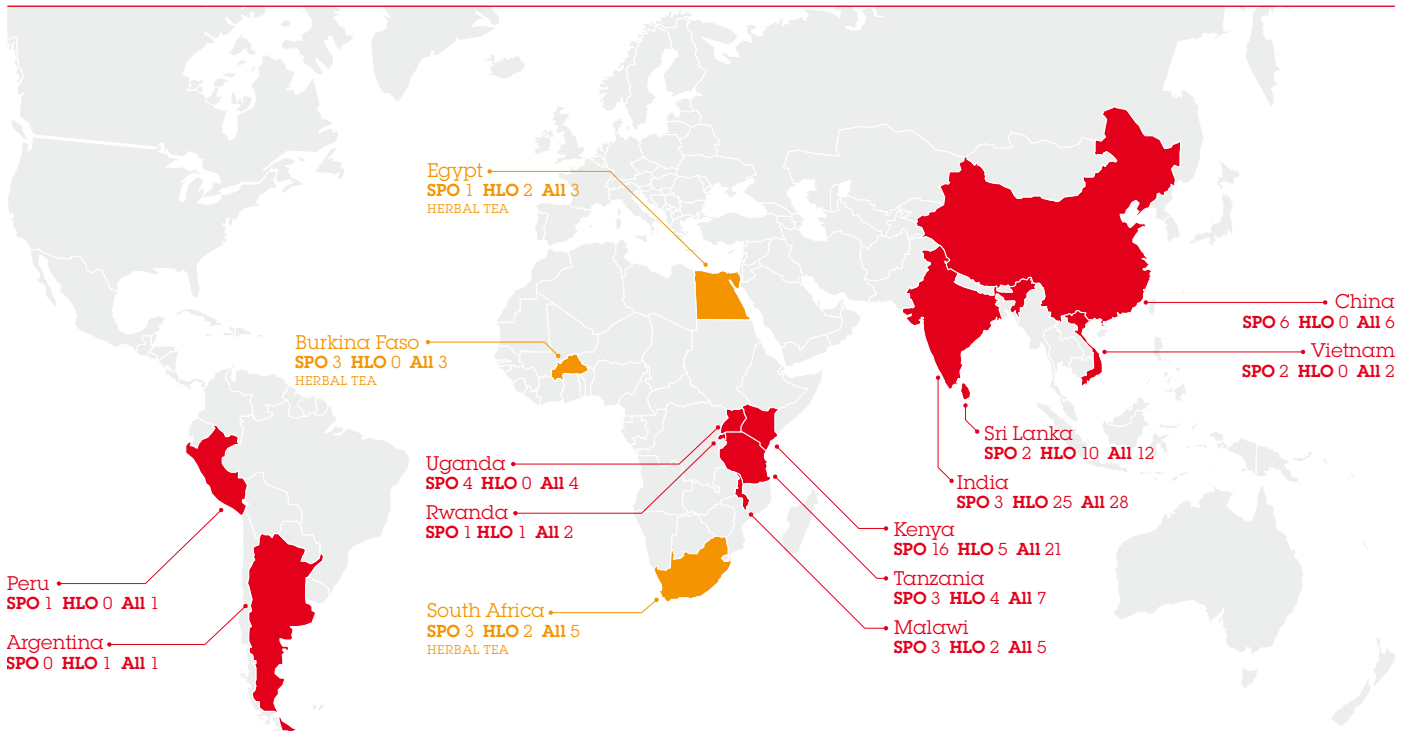 Egypt
SPO 1 HLO 2 All 3
HERBAL TEA
Burkina Faso
SPO 3 HLO 0 All 3
HERBAL TEA
China
SPO 6 HLO 0 All 6
Vietnam
SPO 2 HLO 0 All 2
Sri Lanka
SPO 2 HLO 10 All 12
India
SPO 3 HLO 25 All 28
Uganda
SPO 4 HLO 0 All 4
Rwanda
SPO 1 HLO 1 All 2
Kenya
SPO 16 HLO 5 All 21
Tanzania
SPO 3 HLO 4 All 7
Malawi
SPO 3 HLO 2 All 5
Peru
SPO 1 HLO 0 All 1
Argentina
SPO 0 HLO 1 All 1
South Africa
SPO 3 HLO 2 All 5
HERBAL TEA